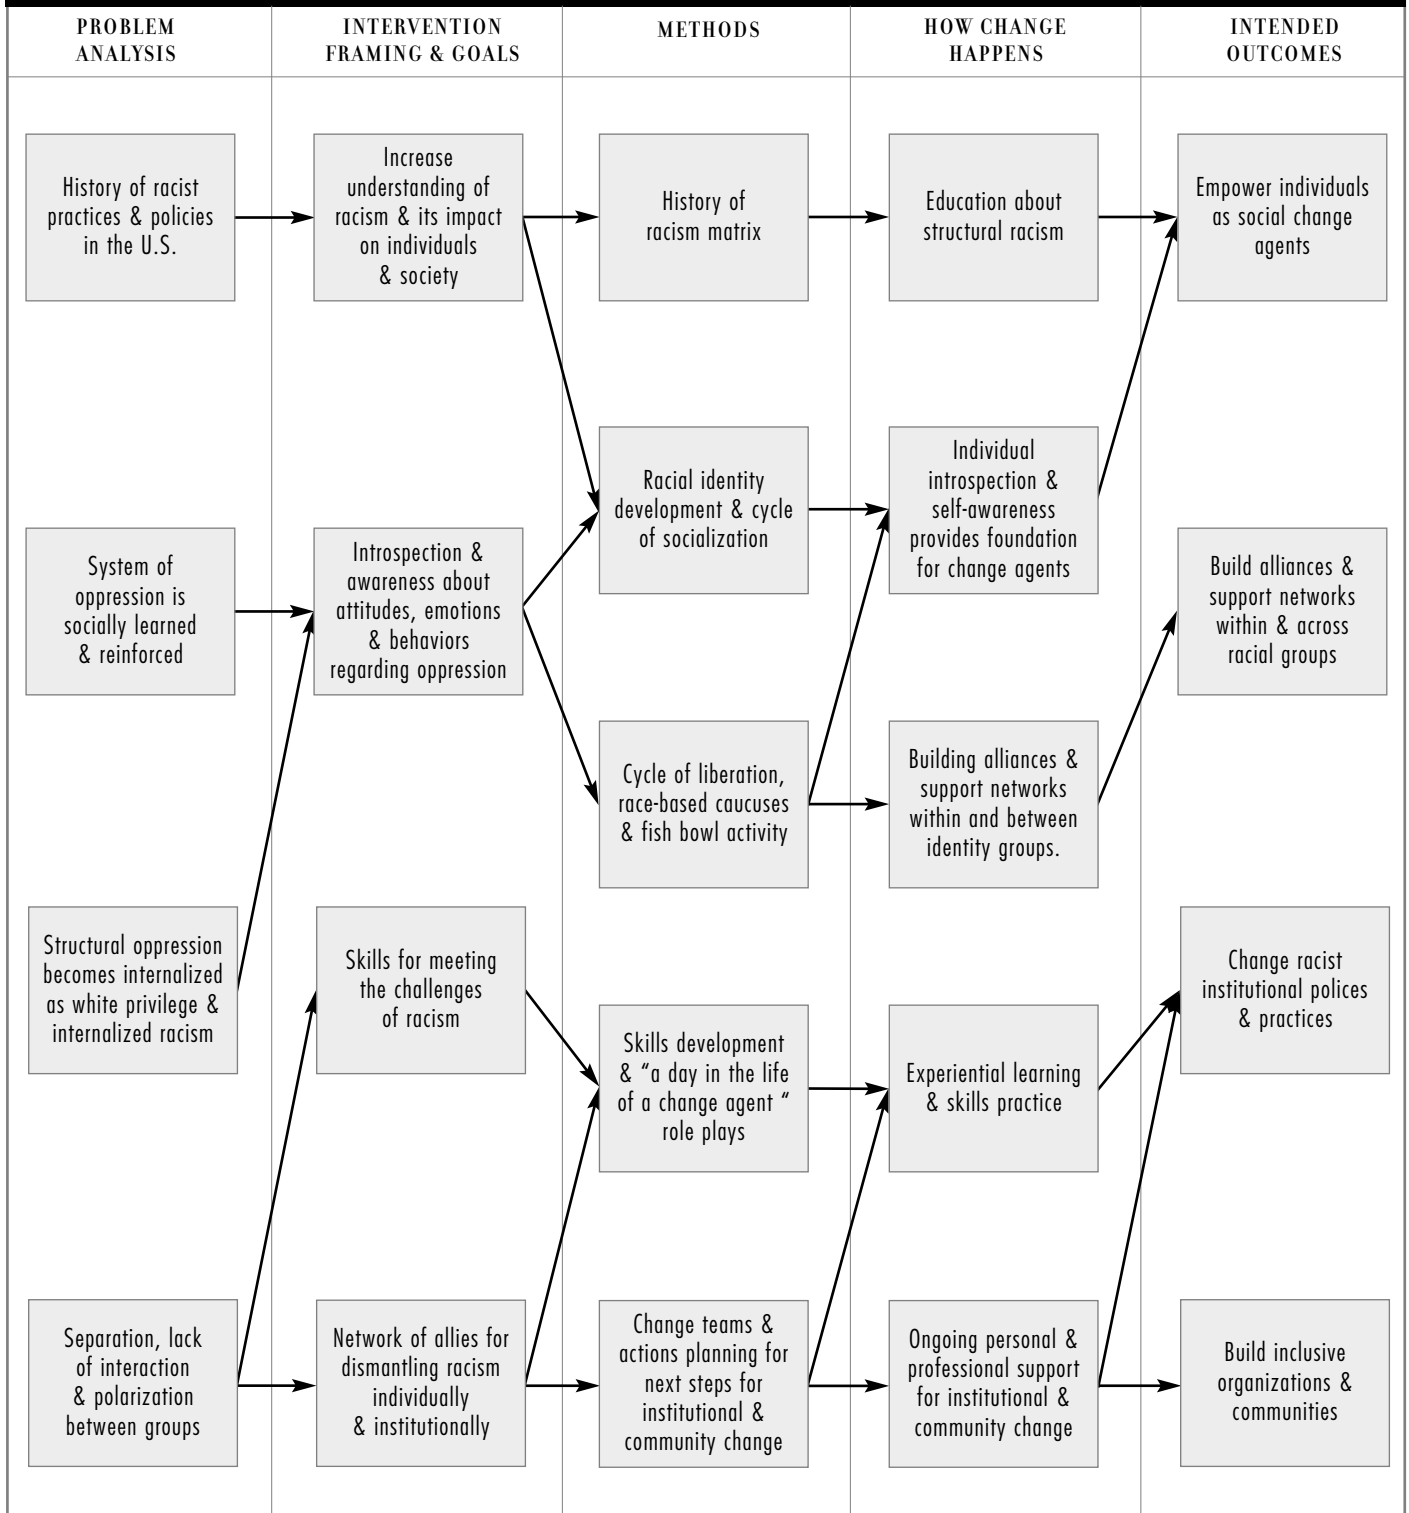 PROBLEM
ANALYSIS
INTERVENTION
FRAMING & GOALS
METHODS
HOW CHANGE
HAPPENS
INTENDED
OUTCOMES
History of racist
practices & policies
in the U.S.
Increase
understanding of
racism & its impact
on individuals
& society
History of
racism matrix
Education about
structural racism
Empower individuals
as social change
agents
Racial identity
development & cycle
of socialization
Individual
introspection &
self-awareness
provides foundation
for change agents
System of
oppression is
socially learned
& reinforced
Introspection &
awareness about
attitudes, emotions
& behaviors
regarding oppression
Build alliances &
support networks
within & across
racial groups
Cycle of liberation,
race-based caucuses
& fish bowl activity
Building alliances &
support networks
within and between
identity groups.
Structural oppression
becomes internalized
as white privilege &
internalized racism
Skills for meeting
the challenges
of racism
Change racist
institutional polices
& practices
Skills development
& “a day in the life
of a change agent “
role plays
Experiential learning
& skills practice
Separation, lack
of interaction
& polarization
between groups
Network of allies for
dismantling racism
individually
& institutionally
Change teams &
actions planning for
next steps for
institutional &
community change
Ongoing personal &
professional support
for institutional &
community change
Build inclusive
organizations &
communities